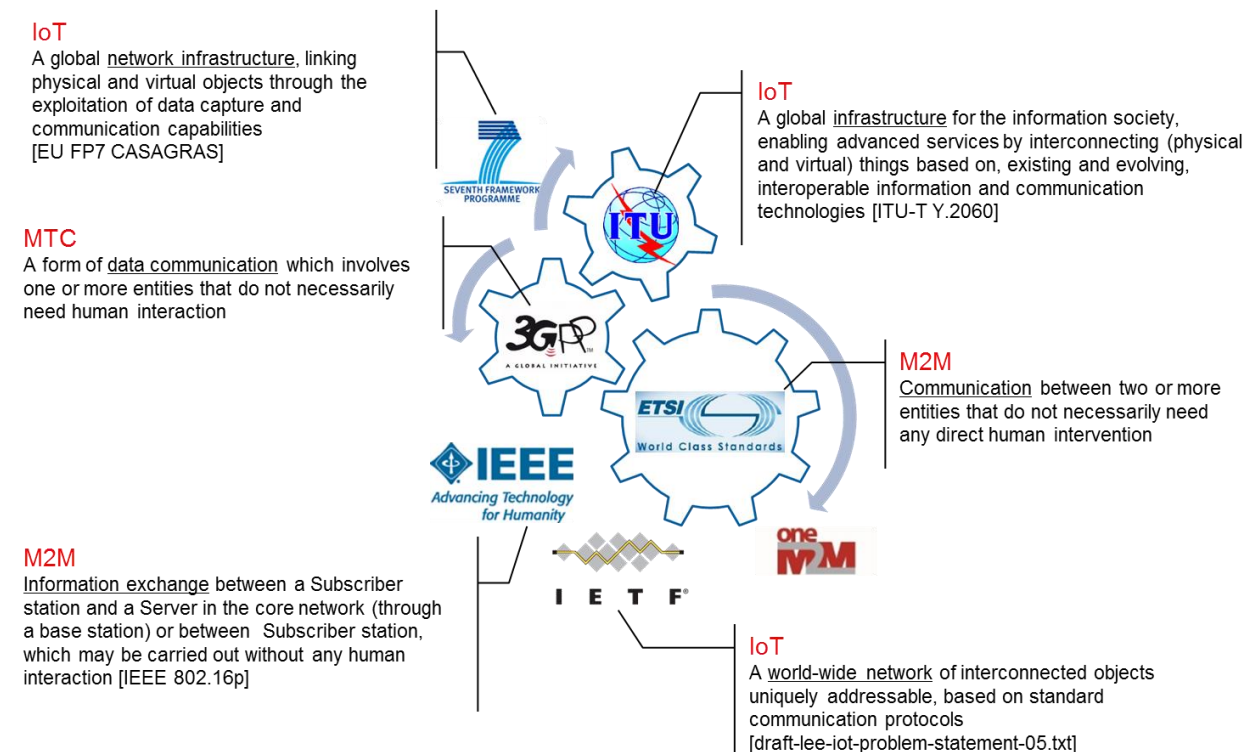 IoT
A global network infrastructure, linking
physical and virtual objects through the
exploitation of data capture and
communication capabilities
[EU FP7 CASAGRAS]
SEVENTH FRAMEWORK
PROGRAMME
IoT
A global infrastructure for the information society,
enabling advanced services by interconnecting (physical
and virtual) things based on, existing and evolving,
interoperable information and communication
technologies [ITU-T Y.2060]
ITU
MTC
A form of data communication which involves
one or more entities that do not necessarily
need human interaction
3GPP™
A GLOBAL INITIATIVE
M2M
Communication between two or more
entities that do not necessarily need
any direct human intervention
ETSI
World Class Standards
IEEE
Advancing Technology
for Humanity
one
M2M
M2M
Information exchange between a Subscriber
station and a Server in the core network (through
a base station) or between Subscriber station,
which may be carried out without any human
interaction [IEEE 802.16p]
I E T F®
IoT
A world-wide network of interconnected objects
uniquely addressable, based on standard
communication protocols
[draft-lee-iot-problem-statement-05.txt]